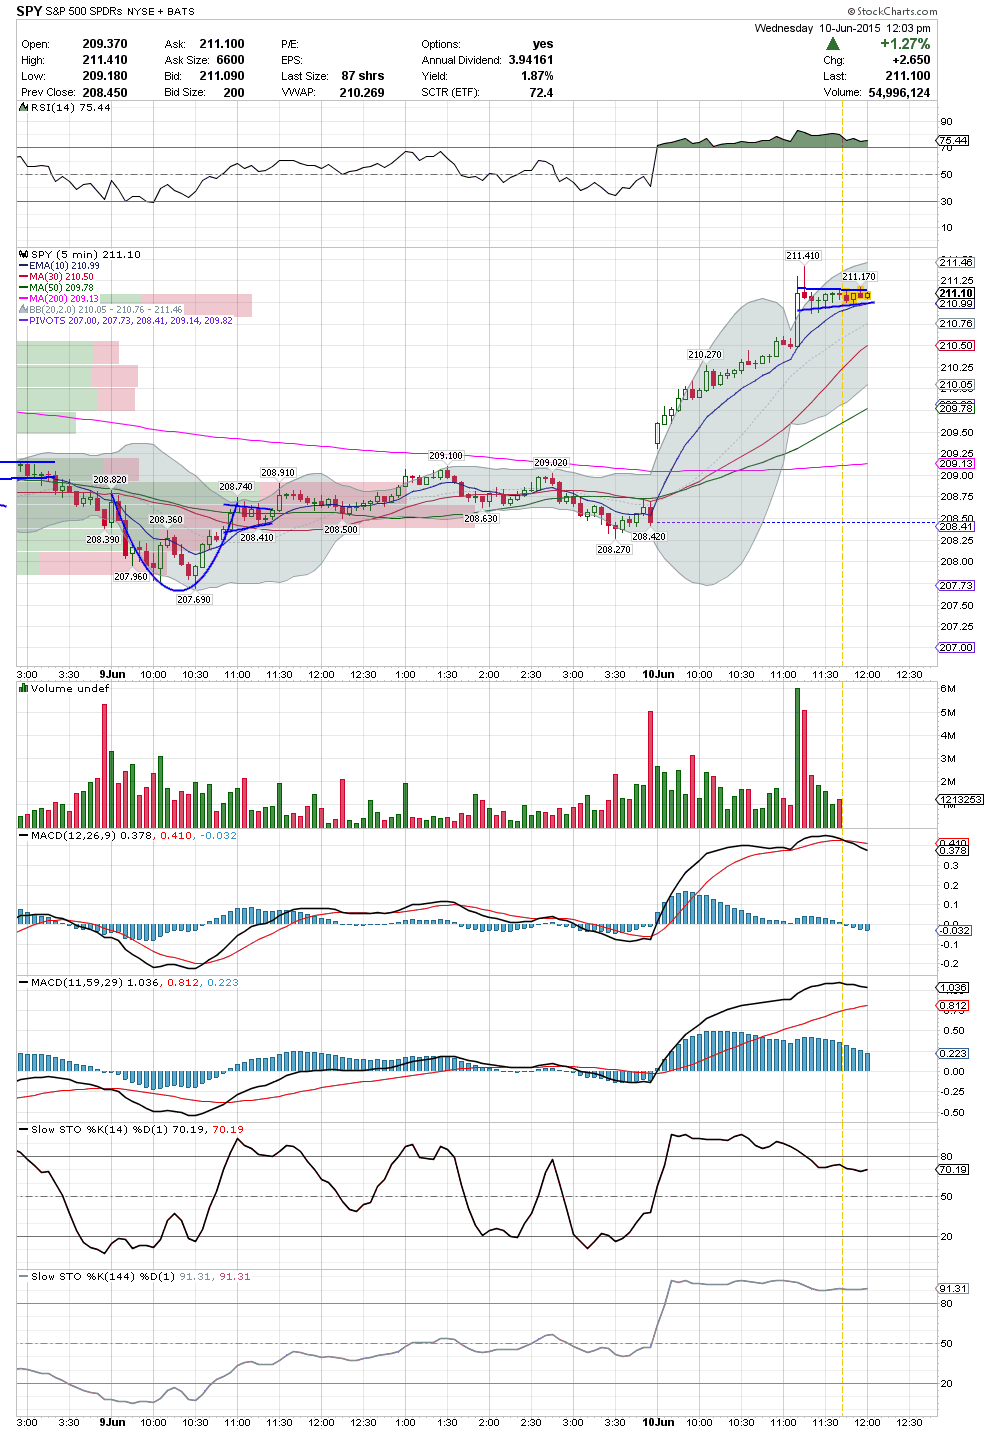 SPY S&P 500 SPDRs NYSE + BATS
© StockCharts.com
Wednesday 10-Jun-2015 12:03 pm
Open: 209.370 Ask: 211.100 P/E: Options: yes +1.27%
High: 211.410 Ask Size: 6600 EPS: Annual Dividend: 3.94161 Chg: +2.650
Low: 209.180 Bid: 211.090 Last Size: 87 shrs Yield: 1.87% Last: 211.100
Prev Close: 208.450 Bid Size: 200 VWAP: 210.269 SCTR (ETF): 72.4 Volume: 54,996,124
RSI(14) 75.44
90
75.44
70
50
30
10
SPY (5 min) 211.10
EMA(10) 210.99
MA(30) 210.50
MA(50) 209.78
MA(200) 209.13
BB(20,2.0) 210.05 - 210.76 - 211.46
PIVOTS 207.00, 207.73, 208.41, 209.14, 209.82
211.410
211.170
210.270
209.100
209.020
208.910
208.820
208.740
208.360
208.630
208.500
208.390
208.410
208.420
208.270
207.960
207.690
211.46
211.25
211.10
210.99
210.76
210.50
210.25
210.05
209.78
209.50
209.25
209.13
209.00
208.75
208.50
208.41
208.25
208.00
207.73
207.50
207.25
207.00
3:00 3:30 9Jun 10:00 10:30 11:00 11:30 12:00 12:30 1:00 1:30 2:00 2:30 3:00 3:30 10Jun 10:00 10:30 11:00 11:30 12:00 12:30
Volume undef
6M
5M
4M
3M
2M
1213253
MACD(12,26,9) 0.378, 0.410, -0.032
0.410
0.378
0.3
0.2
0.1
0.0
-0.032
-0.1
-0.2
MACD(11,59,29) 1.036, 0.812, 0.223
1.036
0.812
0.75
0.50
0.223
0.00
-0.25
-0.50
Slow STO %K(14) %D(1) 70.19, 70.19
80
70.19
50
20
Slow STO %K(144) %D(1) 91.31, 91.31
91.31
80
50
20
3:00 3:30 9Jun 10:00 10:30 11:00 11:30 12:00 12:30 1:00 1:30 2:00 2:30 3:00 3:30 10Jun 10:00 10:30 11:00 11:30 12:00 12:30